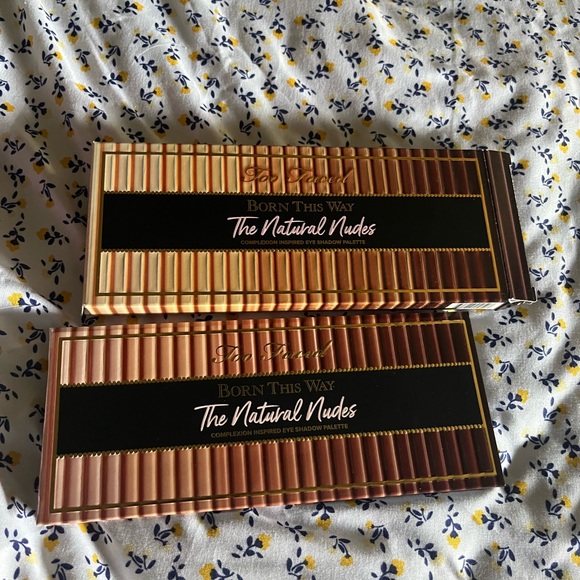 Too Faced
BORN THIS WAY
The Natural Nudes
COMPLEXION INSPIRED EYE SHADOW PALETTE
Too Faced
BORN THIS WAY
The Natural Nudes
COMPLEXION INSPIRED EYE SHADOW PALETTE